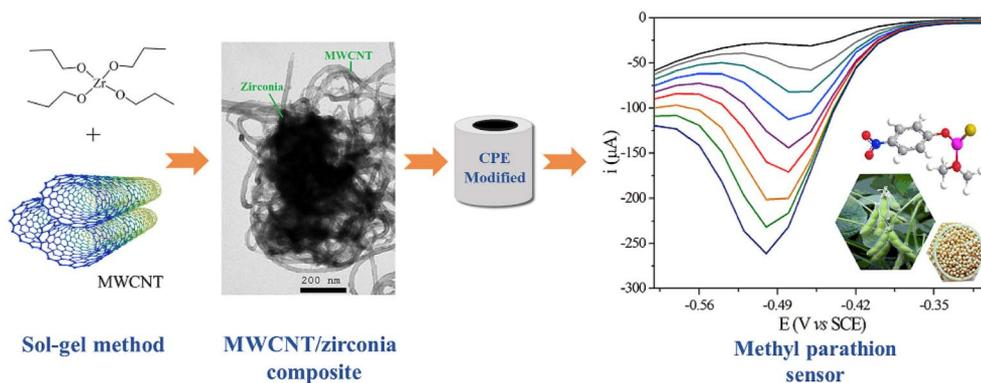 O
O
Zr
O
O
+
MWCNT
Sol-gel method
MWCNT
Zirconia
200 nm
MWCNT/zirconia
composite
CPE
Modified
0
-50
-100
-150
-200
-250
-300
i (µA)
-0.56
-0.49
-0.42
-0.35
E (V vs SCE)
Methyl parathion
sensor